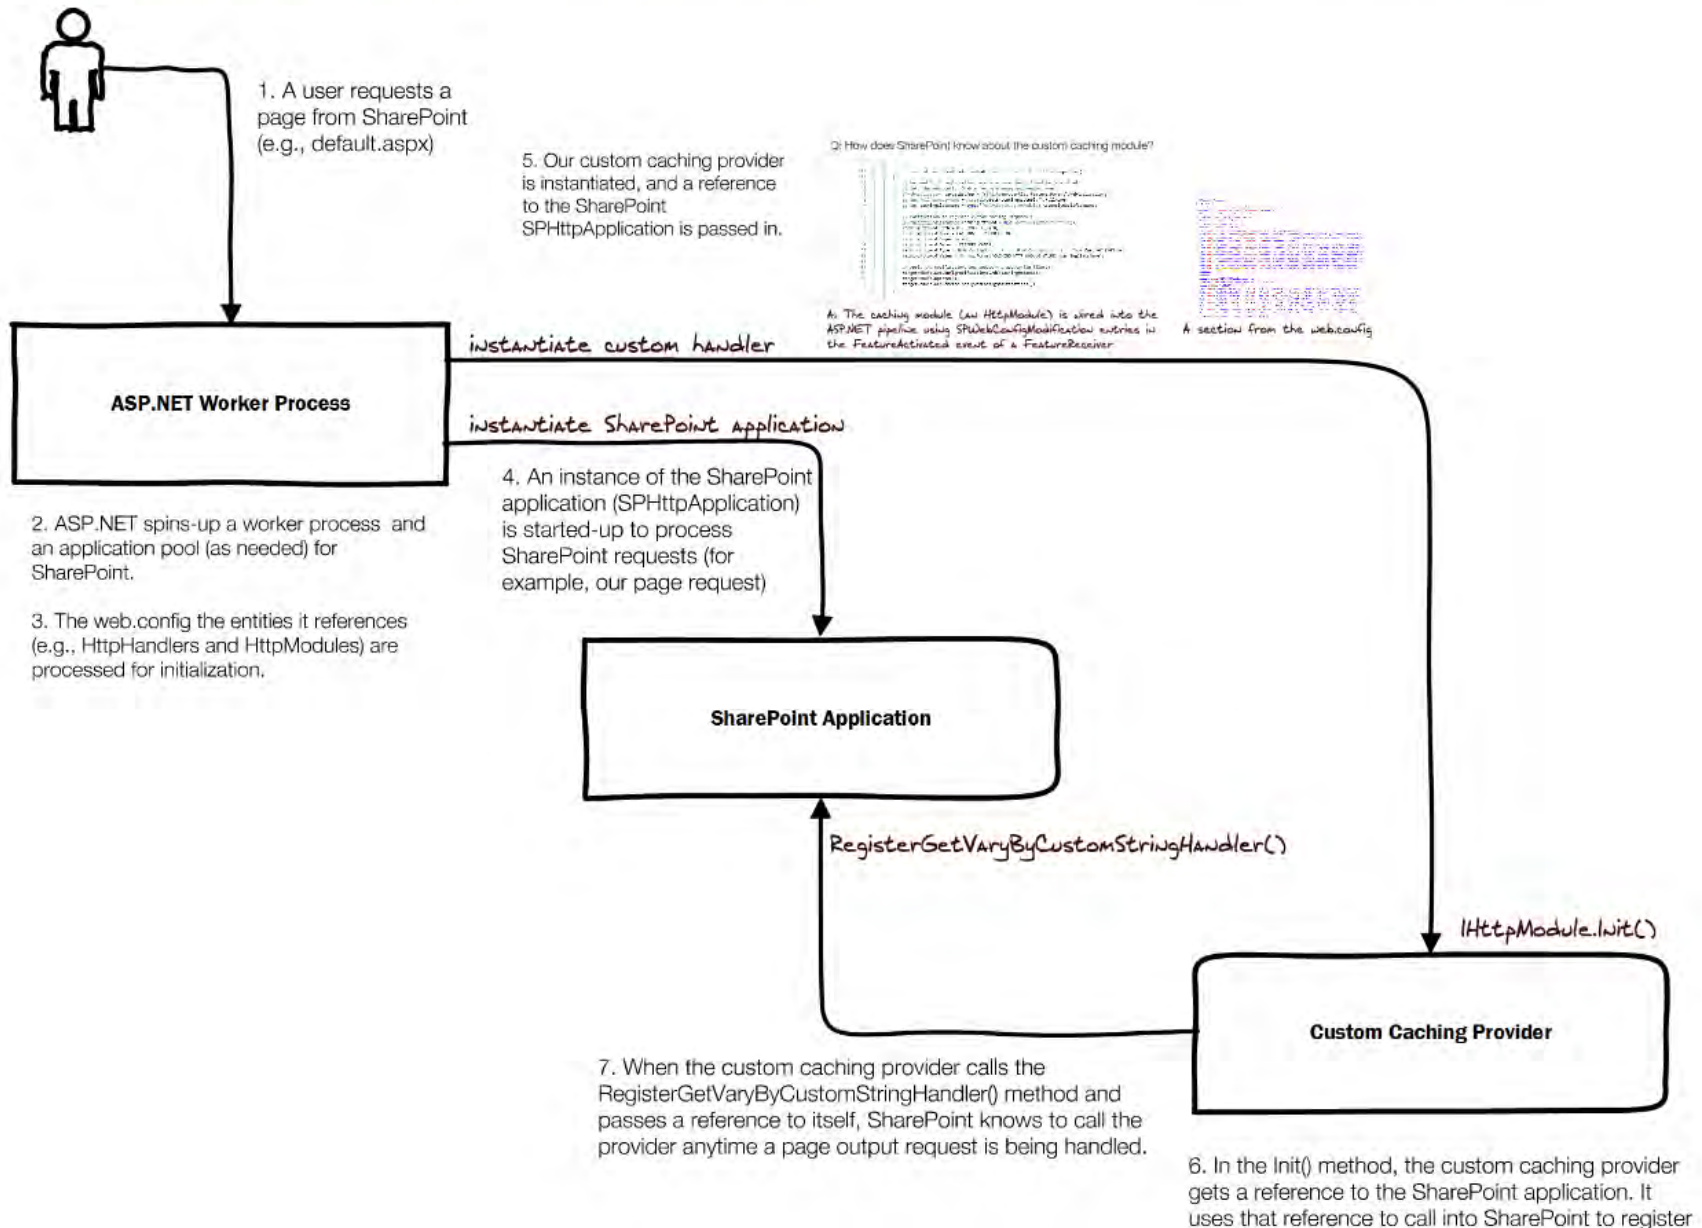 1. A user requests a
page from SharePoint
(e.g., default.aspx)
5. Our custom caching provider
is instantiated, and a reference
to the SharePoint
SPHttpApplication is passed in.
Q: How does SharePoint know about the custom caching module?
A: The caching module (an HttpModule) is wired into the
ASP.NET pipeline using SPWebConfigModification entries in
the FeatureActivated event of a FeatureReceiver
A section from the web.config
instantiate custom handler
ASP.NET Worker Process
instantiate SharePoint application
4. An instance of the SharePoint
application (SPHttpApplication)
is started-up to process
SharePoint requests (for
example, our page request)
2. ASP.NET spins-up a worker process and
an application pool (as needed) for
SharePoint.
3. The web.config the entities it references
(e.g., HttpHandlers and HttpModules) are
processed for initialization.
SharePoint Application
RegisterGetVaryByCustomStringHandler()
IHttpModule.Init()
Custom Caching Provider
7. When the custom caching provider calls the
RegisterGetVaryByCustomStringHandler() method and
passes a reference to itself, SharePoint knows to call the
provider anytime a page output request is being handled.
6. In the Init() method, the custom caching provider
gets a reference to the SharePoint application. It
uses that reference to call into SharePoint to register